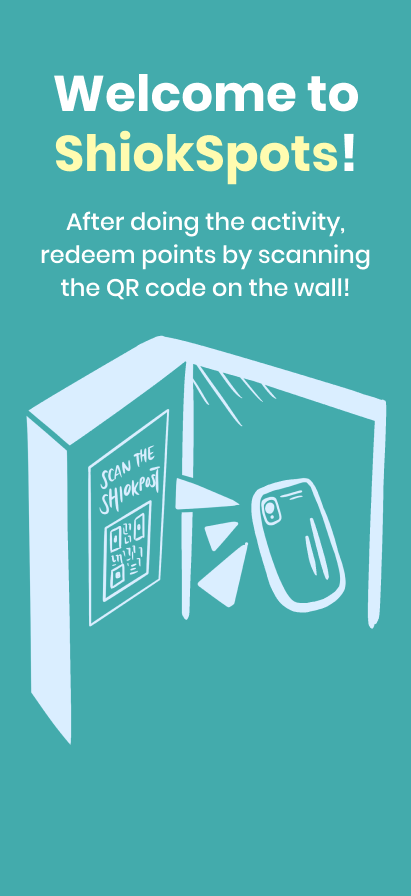 Welcome to
ShiokSpots!
After doing the activity,
redeem points by scanning
the QR code on the wall!
SCAN THE
SHIOKPOST